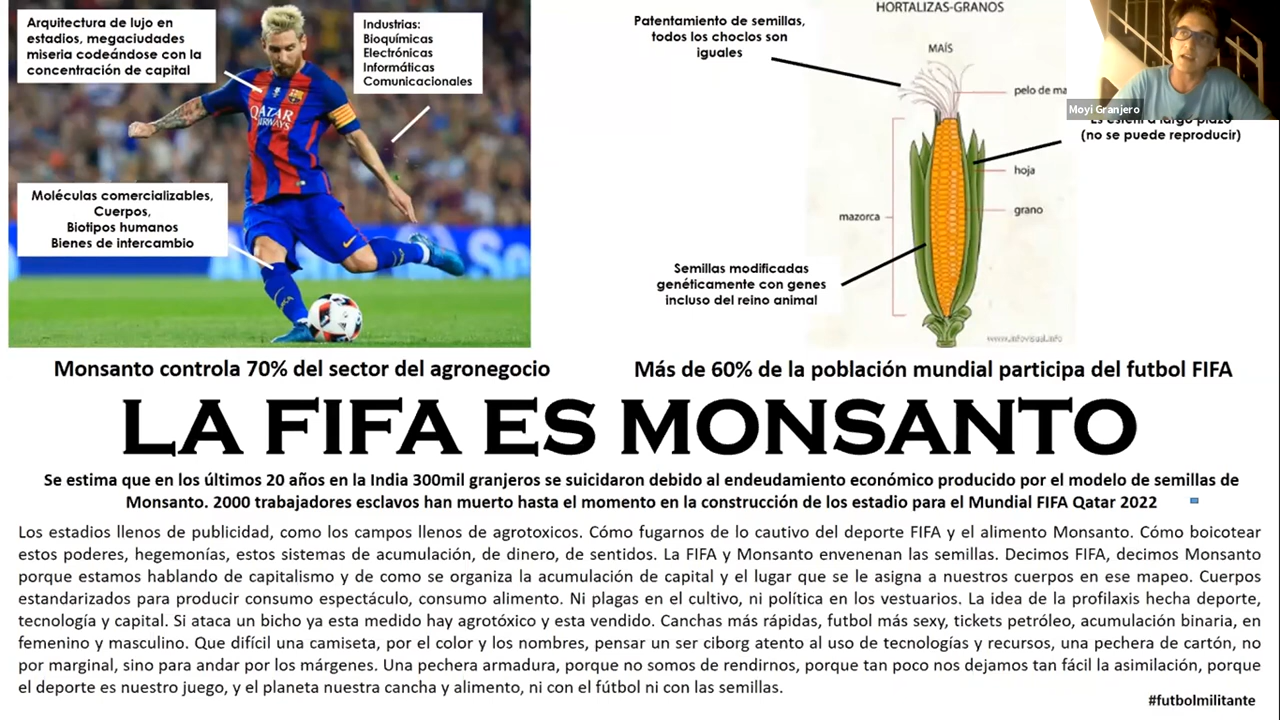 Arquitectura de lujo en
estadios, megaciudades
miseria codeándose con la
concentración de capital
Industrias:
Bioquímicas
Electrónicas
Informáticas
Comunicacionales
QATAR
AIRWAYS
Moléculas comercializables,
Cuerpos,
Biotipos humanos
Bienes de intercambio
HORTALIZAS-GRANOS
Patentamiento de semillas,
todos los choclos son
iguales
MAÍS
pelo de ma
Moyi Granjero
Es esteril a largo plazo
(no se puede reproducir)
hoja
grano
mazorca
Semillas modificadas
genéticamente con genes
incluso del reino animal
www.infovisual.info
Monsanto controla 70% del sector del agronegocio
Más de 60% de la población mundial participa del futbol FIFA
LA FIFA ES MONSANTO
Se estima que en los últimos 20 años en la India 300mil granjeros se suicidaron debido al endeudamiento económico producido por el modelo de semillas de
Monsanto. 2000 trabajadores esclavos han muerto hasta el momento en la construcción de los estadio para el Mundial FIFA Qatar 2022
Los estadios llenos de publicidad, como los campos llenos de agrotoxicos. Cómo fugarnos de lo cautivo del deporte FIFA y el alimento Monsanto. Cómo boicotear
estos poderes, hegemonías, estos sistemas de acumulación, de dinero, de sentidos. La FIFA y Monsanto envenenan las semillas. Decimos FIFA, decimos Monsanto
porque estamos hablando de capitalismo y de como se organiza la acumulación de capital y el lugar que se le asigna a nuestros cuerpos en ese mapeo. Cuerpos
estandarizados para producir consumo espectáculo, consumo alimento. Ni plagas en el cultivo, ni política en los vestuarios. La idea de la profilaxis hecha deporte,
tecnología y capital. Si ataca un bicho ya esta medido hay agrotóxico y esta vendido. Canchas más rápidas, futbol más sexy, tickets petróleo, acumulación binaria, en
femenino y masculino. Que difícil una camiseta, por el color y los nombres, pensar un ser ciborg atento al uso de tecnologías y recursos, una pechera de cartón, no
por marginal, sino para andar por los márgenes. Una pechera armadura, porque no somos de rendirnos, porque tan poco nos dejamos tan fácil la asimilación, porque
el deporte es nuestro juego, y el planeta nuestra cancha y alimento, ni con el fútbol ni con las semillas.
#futbolmilitante